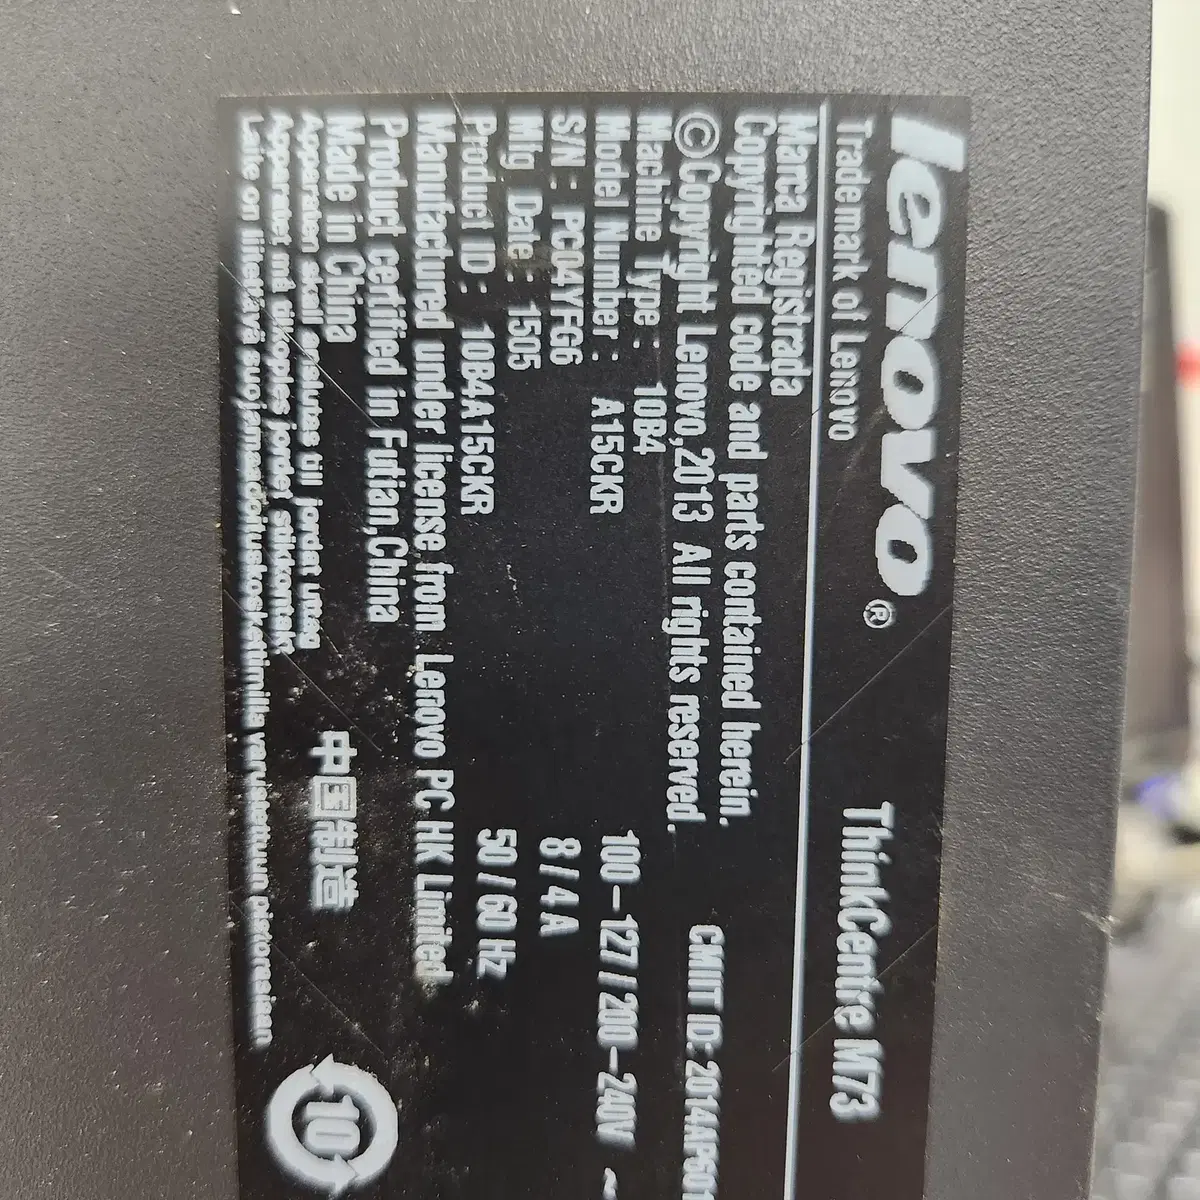 lenovo® ThinkCentre M73
Trademark of Lenovo
Marca Registrada
Copyrighted code and parts contained herein.
©Copyright Lenovo,2013 All rights reserved. CMIIT ID: 2014AP601
Machine Type: 10B4
Model Number: A15CKR 100-127 / 200-240V ~
S/N: PC04YFG6 8 / 4 A
Mfg Date: 1505 50 / 60 Hz
Product ID: 10B4A15CKR
Manufactured under license from Lenovo PC HK Limited
Product certified in Futian,China
Made in China 中国制造
Apparaten skall anslutas till jordat uttag
Apparatet må tilkoples jordet stikkontakt
Laite on liitettävä suojamaadoituskoskettimilla varustettuun pistorasiaan
10